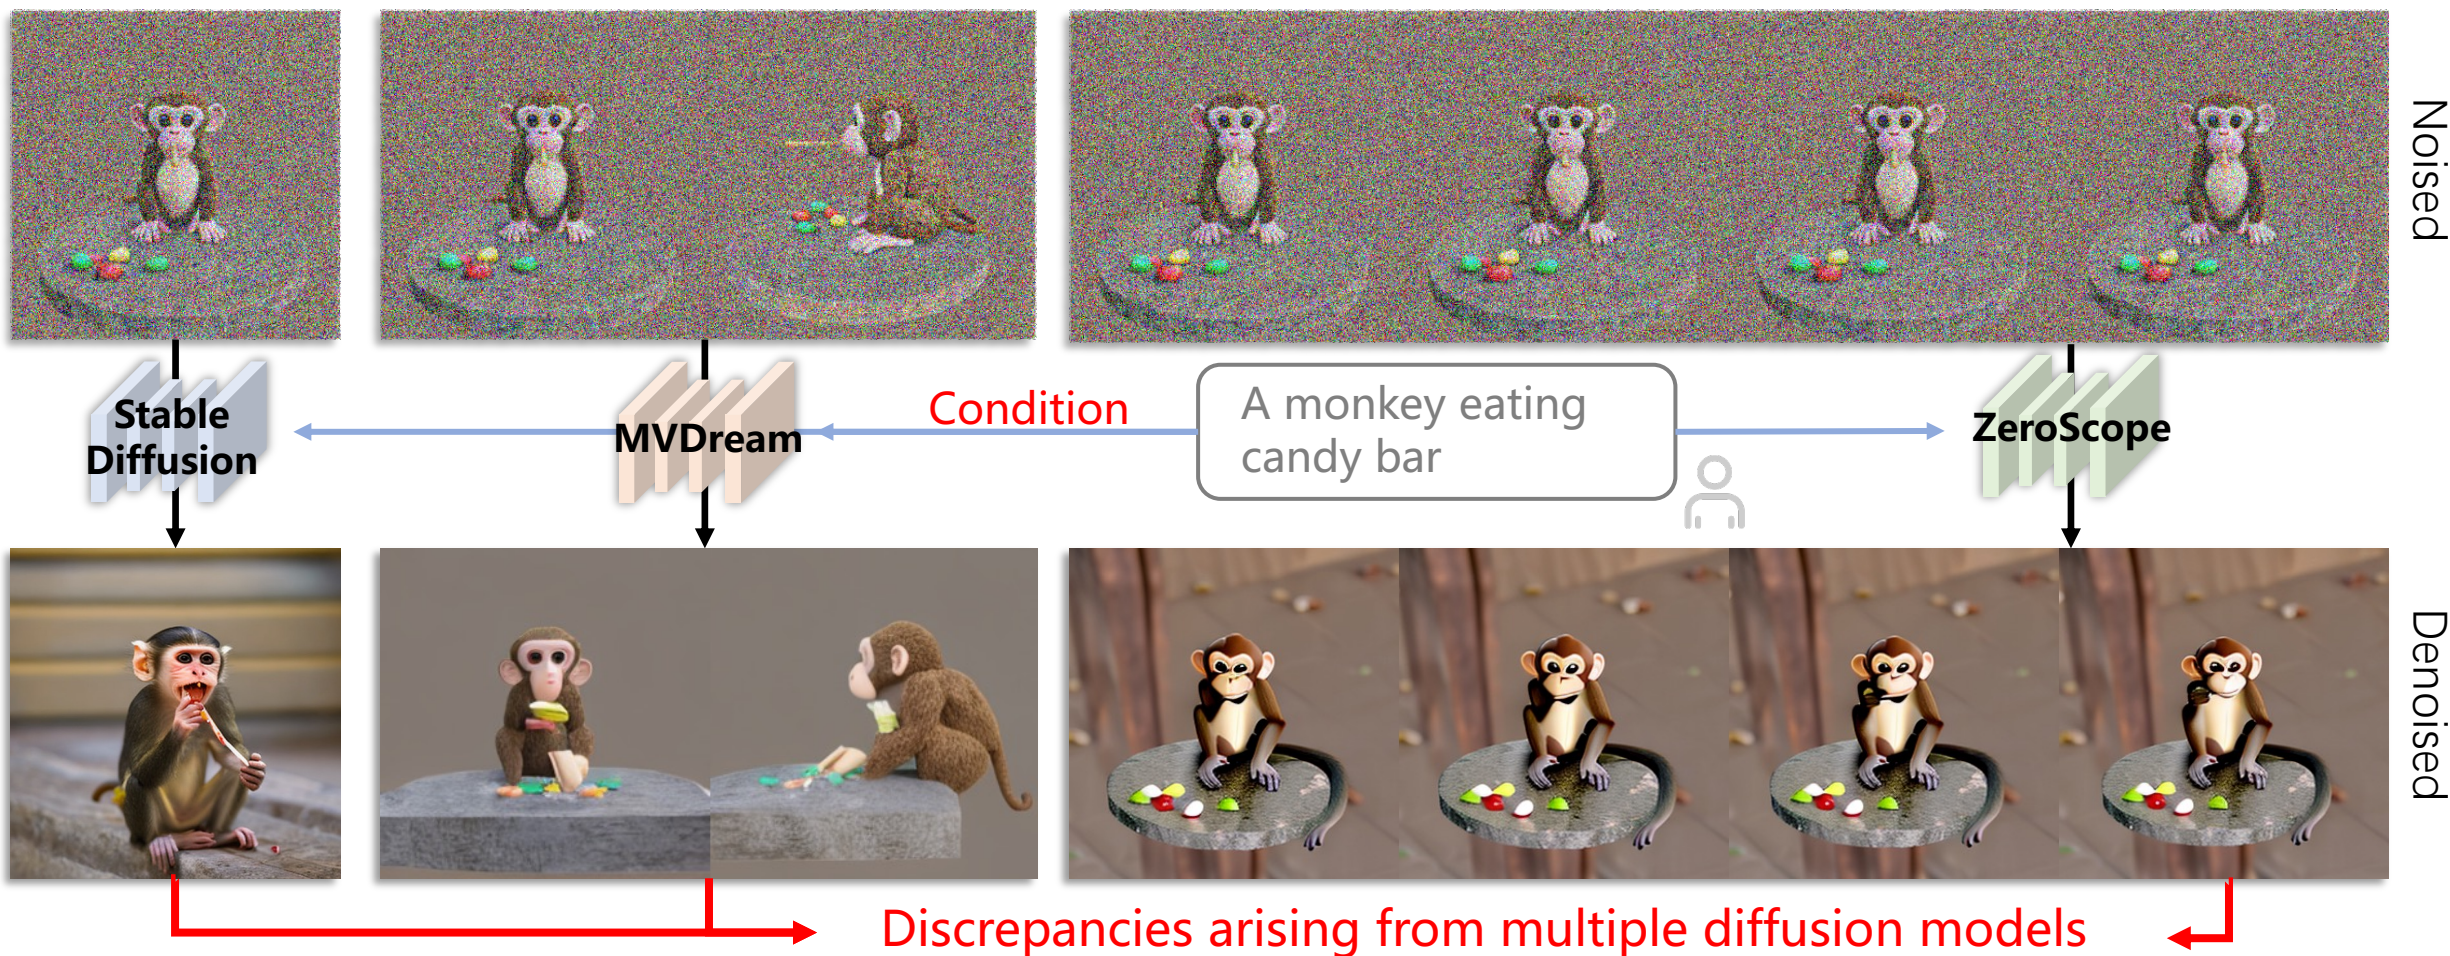 Noised
Stable
Diffusion
MVDream
Condition
A monkey eating
candy bar
ZeroScope
Denoised
Discrepancies arising from multiple diffusion models